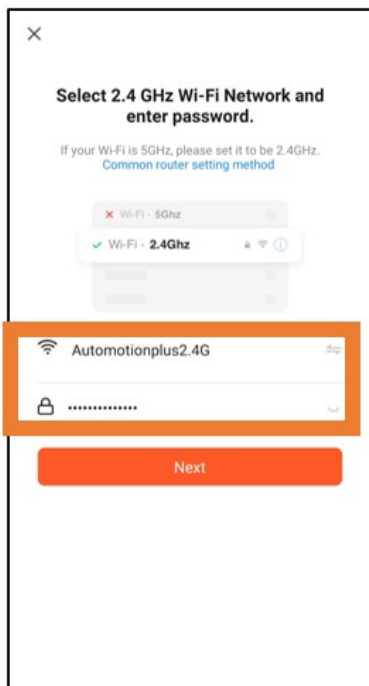 Select 2.4 GHz Wi-Fi Network and
enter password.
If your Wi-Fi is 5GHz, please set it to be 2.4GHz.
Common router setting method
Wi-Fi - 5Ghz
Wi-Fi - 2.4Ghz
Automotionplus2.4G
••••••••••••••
Next